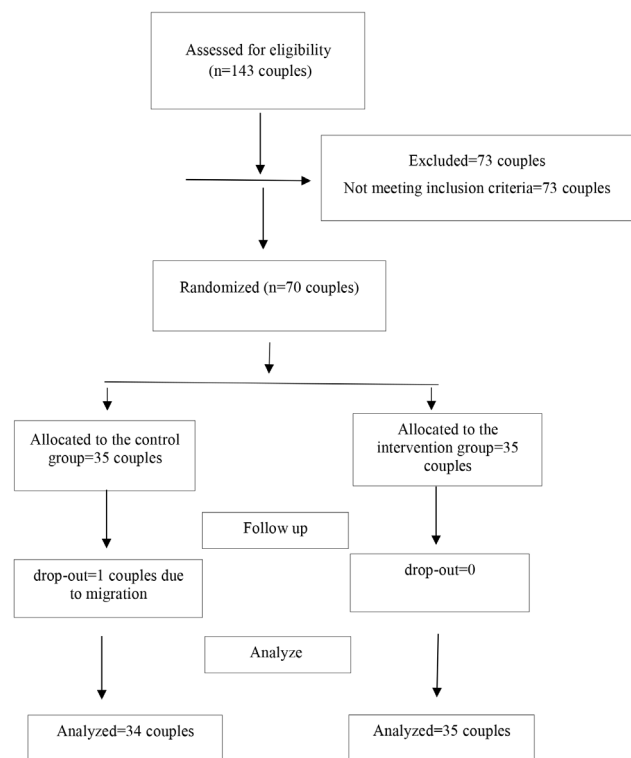 Assessed for eligibility
(n=143 couples)
Excluded=73 couples
Not meeting inclusion criteria=73 couples
Randomized (n=70 couples)
Allocated to the control
group=35 couples
Allocated to the
intervention group=35
couples
Follow up
drop-out=1 couples due
to migration
drop-out=0
Analyze
Analyzed=34 couples
Analyzed=35 couples